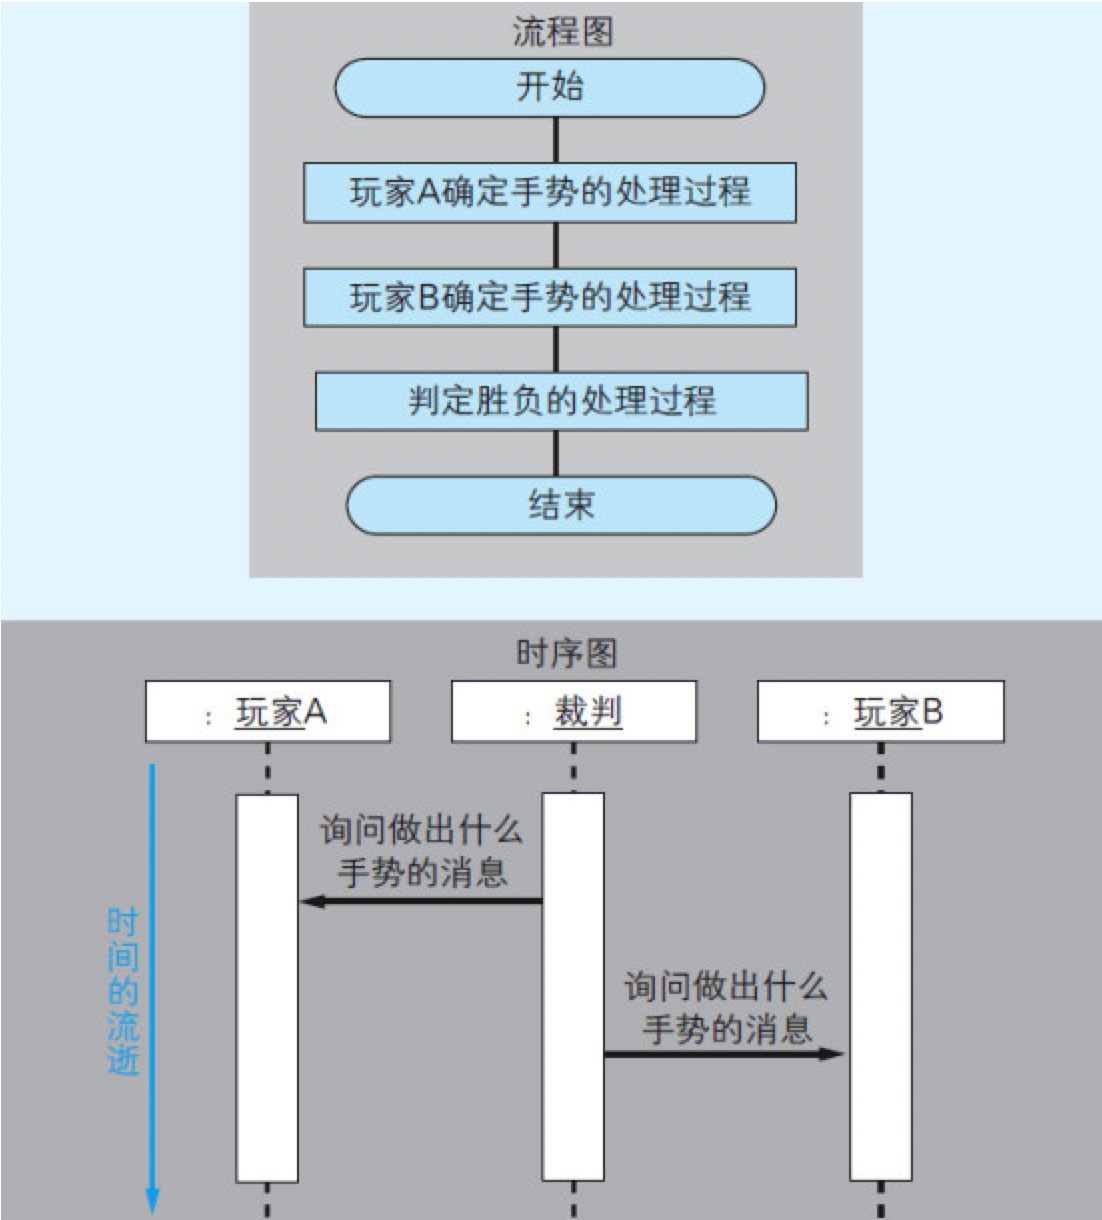 流程图
开始
玩家A确定手势的处理过程
玩家B确定手势的处理过程
判定胜负的处理过程
结束
时序图
：玩家A
：裁判
：玩家B
询问做出什么
手势的消息
时间的流逝
询问做出什么
手势的消息